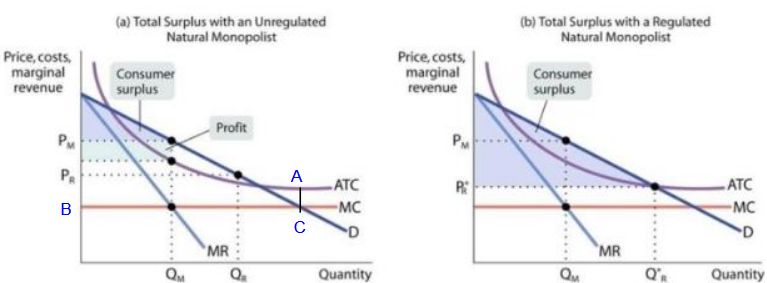 (a) Total Surplus with an Unregulated
Natural Monopolist
Price, costs,
marginal
revenue
Consumer
surplus
Profit
PM
PR
A
ATC
B
MC
C
D
MR
QM
QR
Quantity
(b) Total Surplus with a Regulated
Natural Monopolist
Price, costs,
marginal
revenue
Consumer
surplus
PM
PR*
ATC
MC
D
MR
QM
Q*R
Quantity